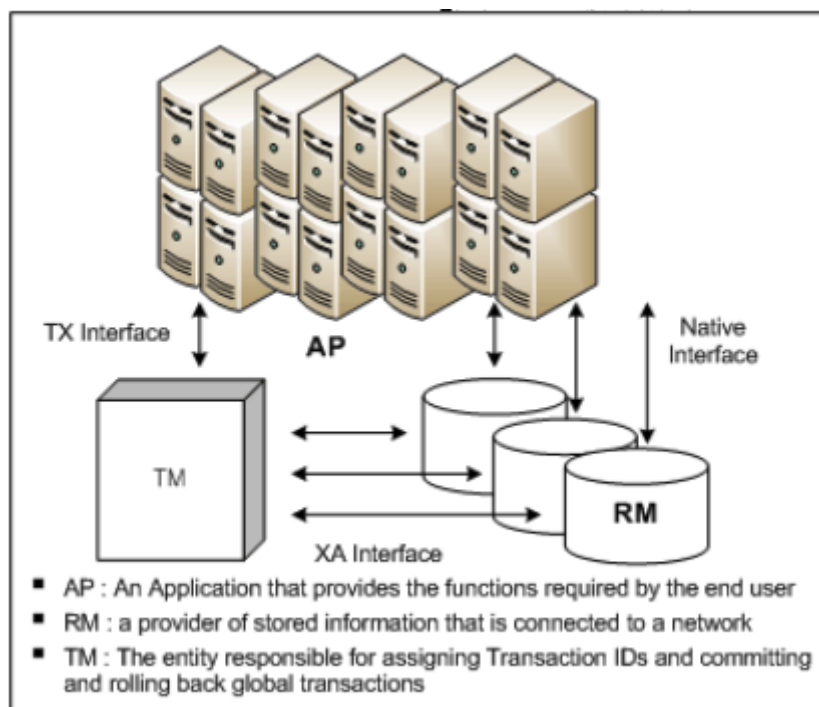 TX Interface
AP
Native
Interface
TM
RM
XA Interface
▪ AP : An Application that provides the functions required by the end user
▪ RM : a provider of stored information that is connected to a network
▪ TM : The entity responsible for assigning Transaction IDs and committing
and rolling back global transactions